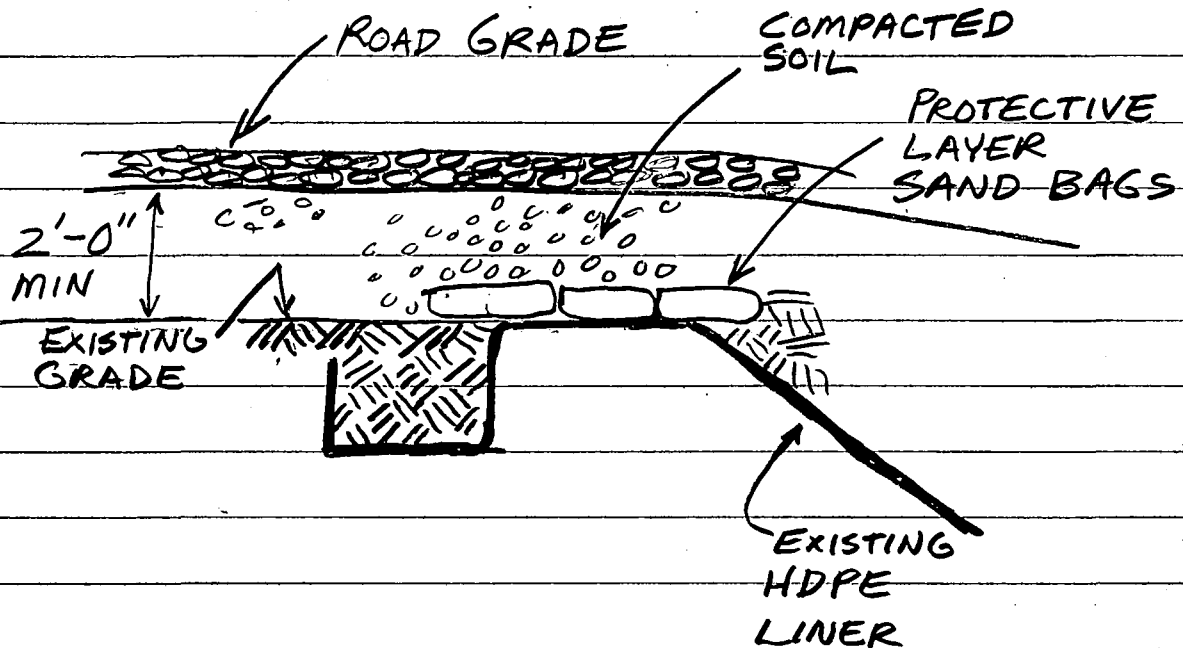 ROAD GRADE
COMPACTED
SOIL
PROTECTIVE
LAYER
SAND BAGS
2'-0"
MIN
EXISTING
GRADE
EXISTING
HDPE
LINER